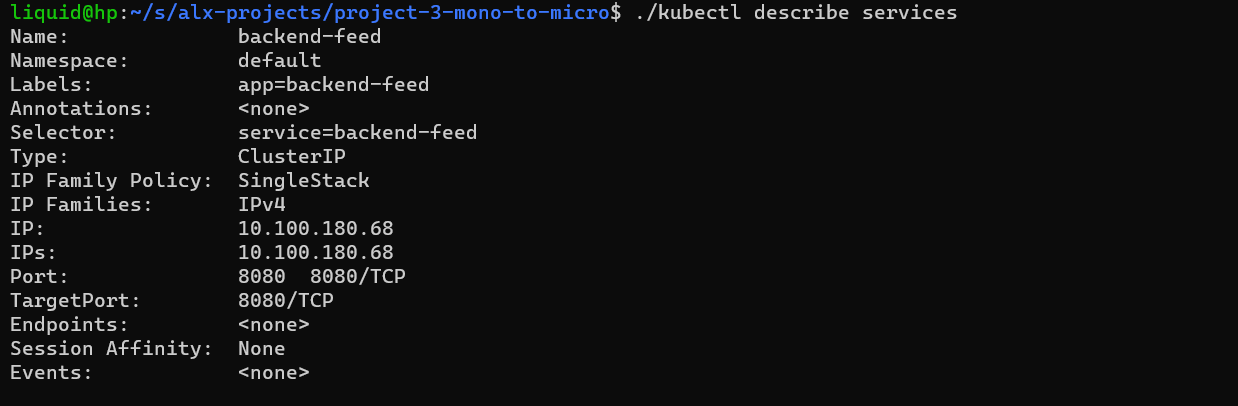 liquid@hp:~/s/alx-projects/project-3-mono-to-micro$ ./kubectl describe services
Name:              backend-feed
Namespace:         default
Labels:            app=backend-feed
Annotations:       <none>
Selector:          service=backend-feed
Type:              ClusterIP
IP Family Policy:  SingleStack
IP Families:       IPv4
IP:                10.100.180.68
IPs:               10.100.180.68
Port:              8080  8080/TCP
TargetPort:        8080/TCP
Endpoints:         <none>
Session Affinity:  None
Events:            <none>